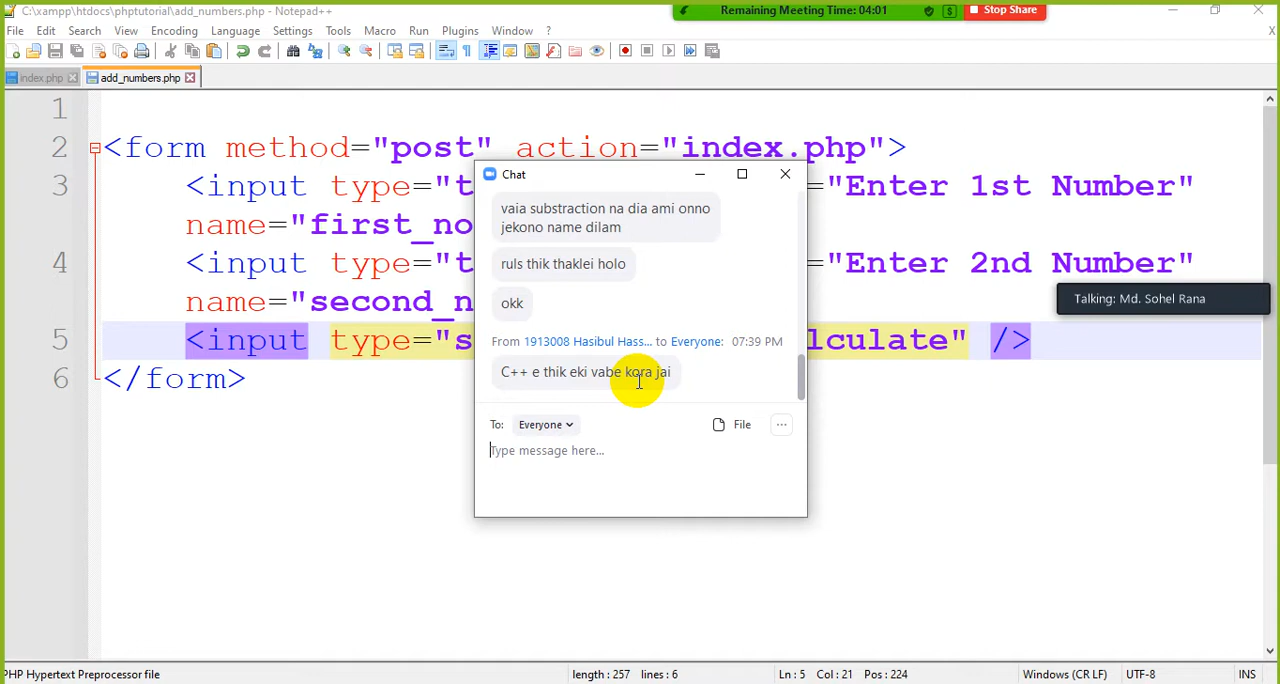 C:\xampp\htdocs\phptutorial\add_numbers.php - Notepad++
Remaining Meeting Time: 04:01
Stop Share
File Edit Search View Encoding Language Settings Tools Macro Run Plugins Window ?
X
index.php
add_numbers.php
1
2 <form method="post" action="index.php">
3 <input type="t ="Enter 1st Number"
name="first_no
4 <input type="t ="Enter 2nd Number"
name="second_n
5 <input type="s lculate" />
6 </form>
Chat
vaia substraction na dia ami onno
jekono name dilam
ruls thik thaklei holo
okk
From 1913008 Hasibul Hass... to Everyone: 07:39 PM
C++ e thik eki vabe kora jai
To: Everyone File ...
Type message here...
Talking: Md. Sohel Rana
PHP Hypertext Preprocessor file length : 257 lines : 6 Ln : 5 Col : 21 Pos : 224 Windows (CR LF) UTF-8 INS